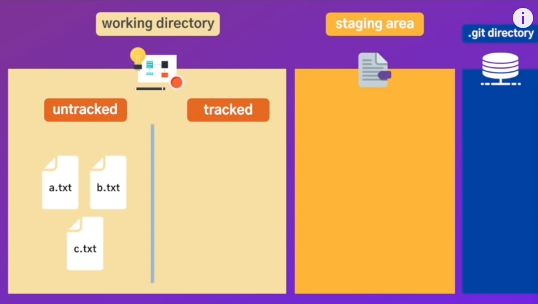 working directory
staging area
.git directory
untracked
tracked
a.txt
b.txt
c.txt